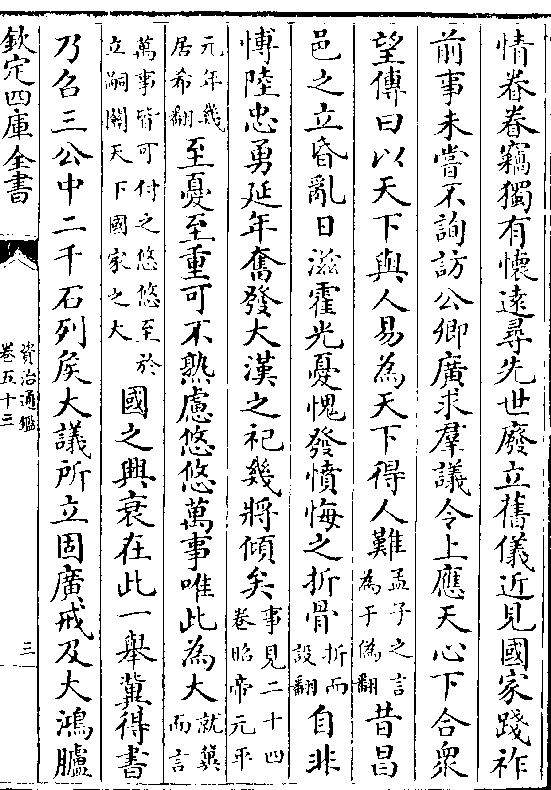 情眷眷竊獨有懷遠尋先世廢立舊儀近見國家踐祚
前事未嘗不詢訪公卿廣求羣議令上應天心下合衆
望傳曰以天下與人易為天下得人難孟子之言為于偽翻昔昌
邑之立昏亂日滋霍光憂愧發憤悔之折骨折而設翻自非
愽陸忠勇延年奮發大漢之祀幾將傾矣事見二十四卷昭帝元平
元年幾居希翻至憂至重可不熟慮悠悠萬事唯此為大就冀而言
萬事皆可付之悠悠至於立嗣關天下國家之大國之興衰在此一舉冀得書
乃召三公中二千石列矦大議所立固廣戒及大鴻臚
欽定四庫全書
資治通鑑
卷五十三
三